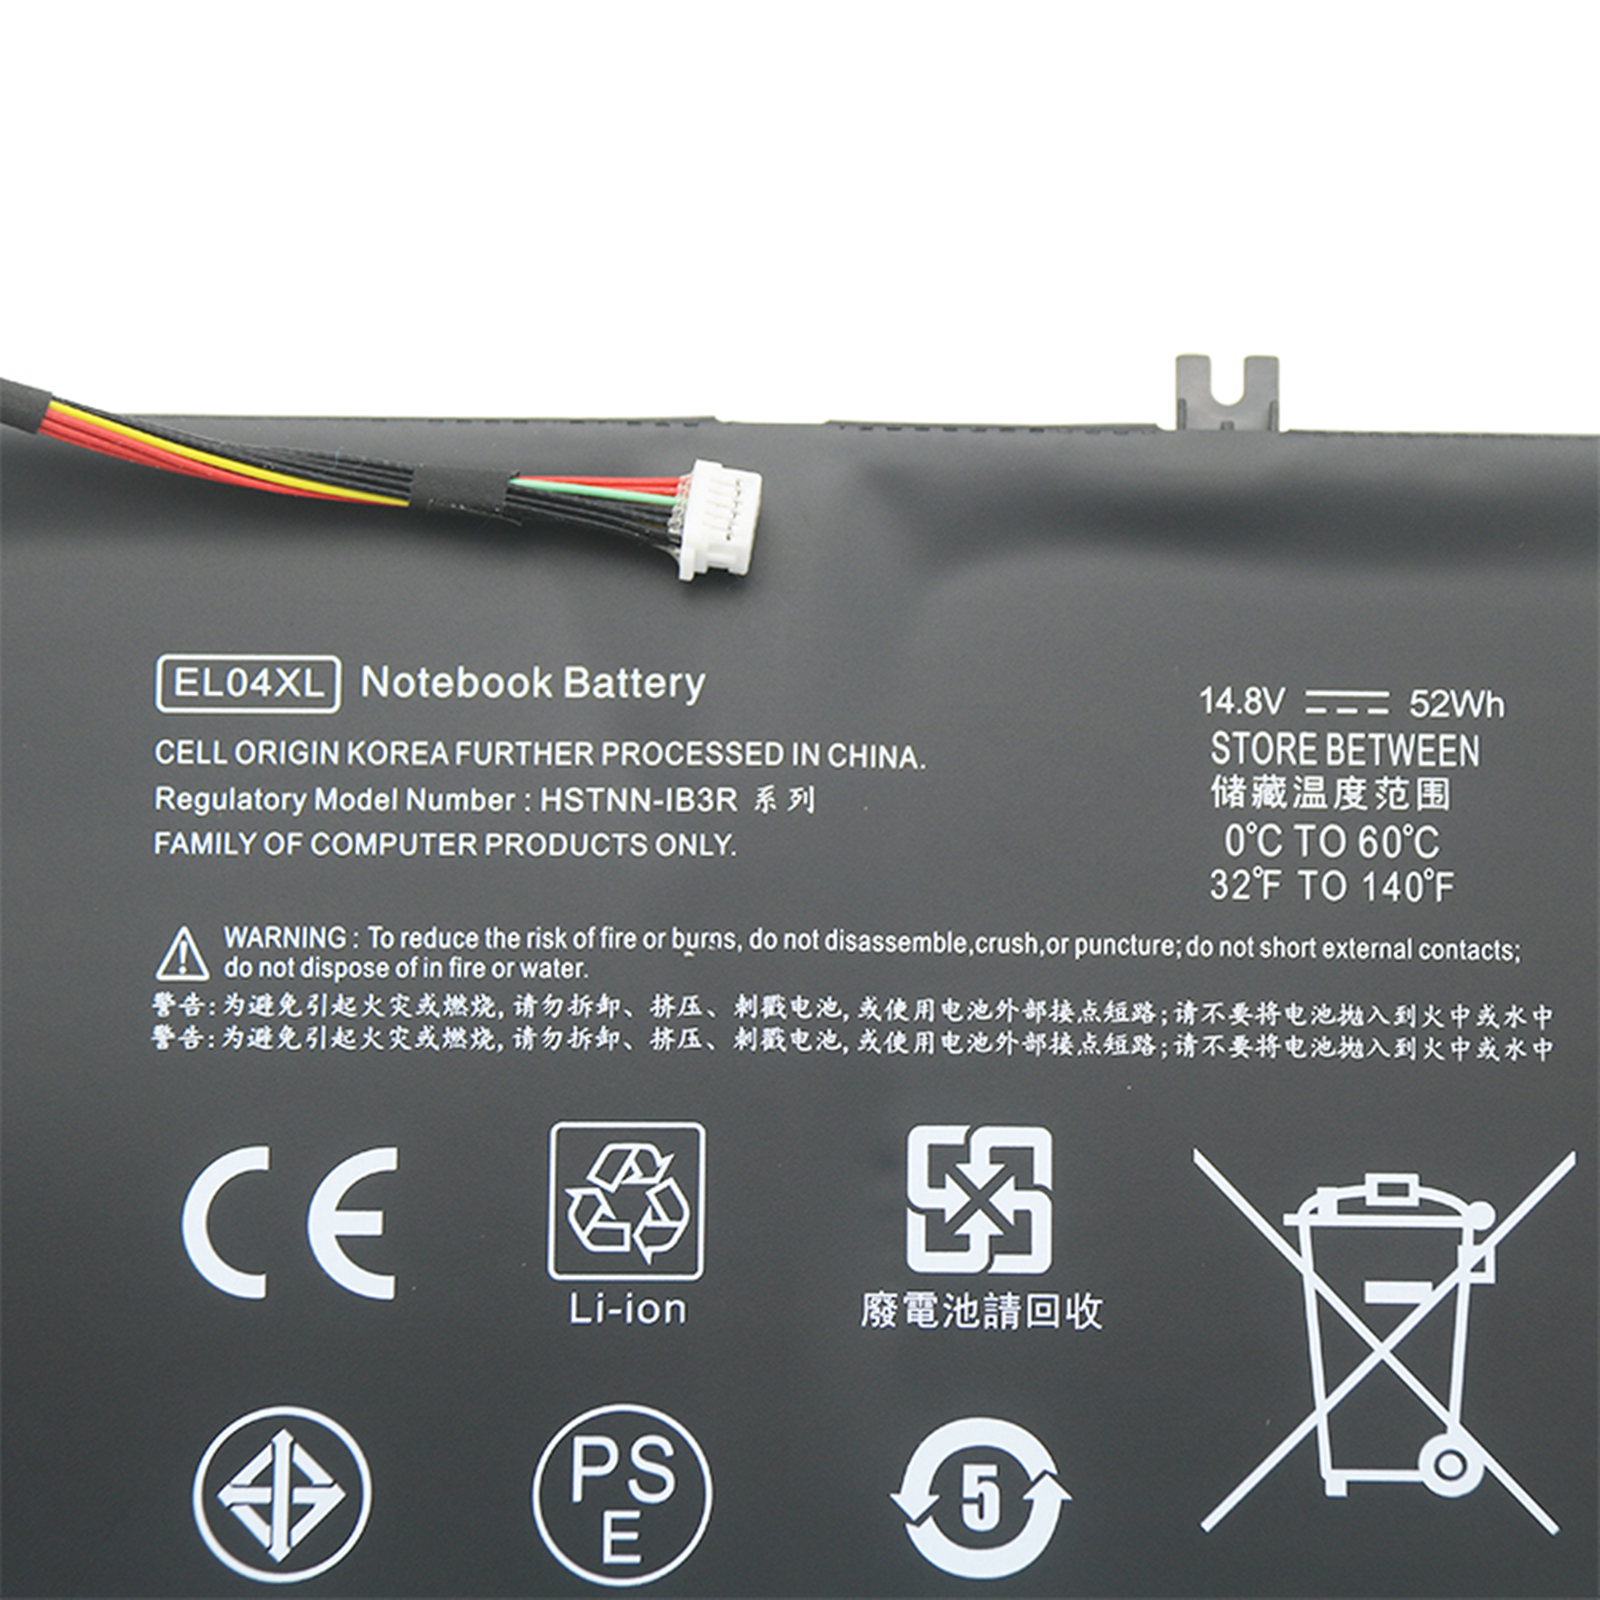 EL04XL Notebook Battery
CELL ORIGIN KOREA FURTHER PROCESSED IN CHINA.
Regulatory Model Number : HSTNN-IB3R 系列
FAMILY OF COMPUTER PRODUCTS ONLY.
14.8V 52Wh
STORE BETWEEN
储藏温度范围
0℃ TO 60℃
32℉ TO 140℉
WARNING : To reduce the risk of fire or burns, do not disassemble,crush,or puncture; do not short external contacts;
do not dispose of in fire or water.
警告:为避免引起火灾或燃烧,请勿拆卸、挤压、刺戳电池,或使用电池外部接点短路;请不要将电池抛入到火中或水中
警告:为避免引起火灾或燃烧,请勿拆卸、挤压、刺戳电池,或使用电池外部接点短路;请不要将电池抛入到火中或水中
CE
Li-ion
廢電池請回收
PS
E
5